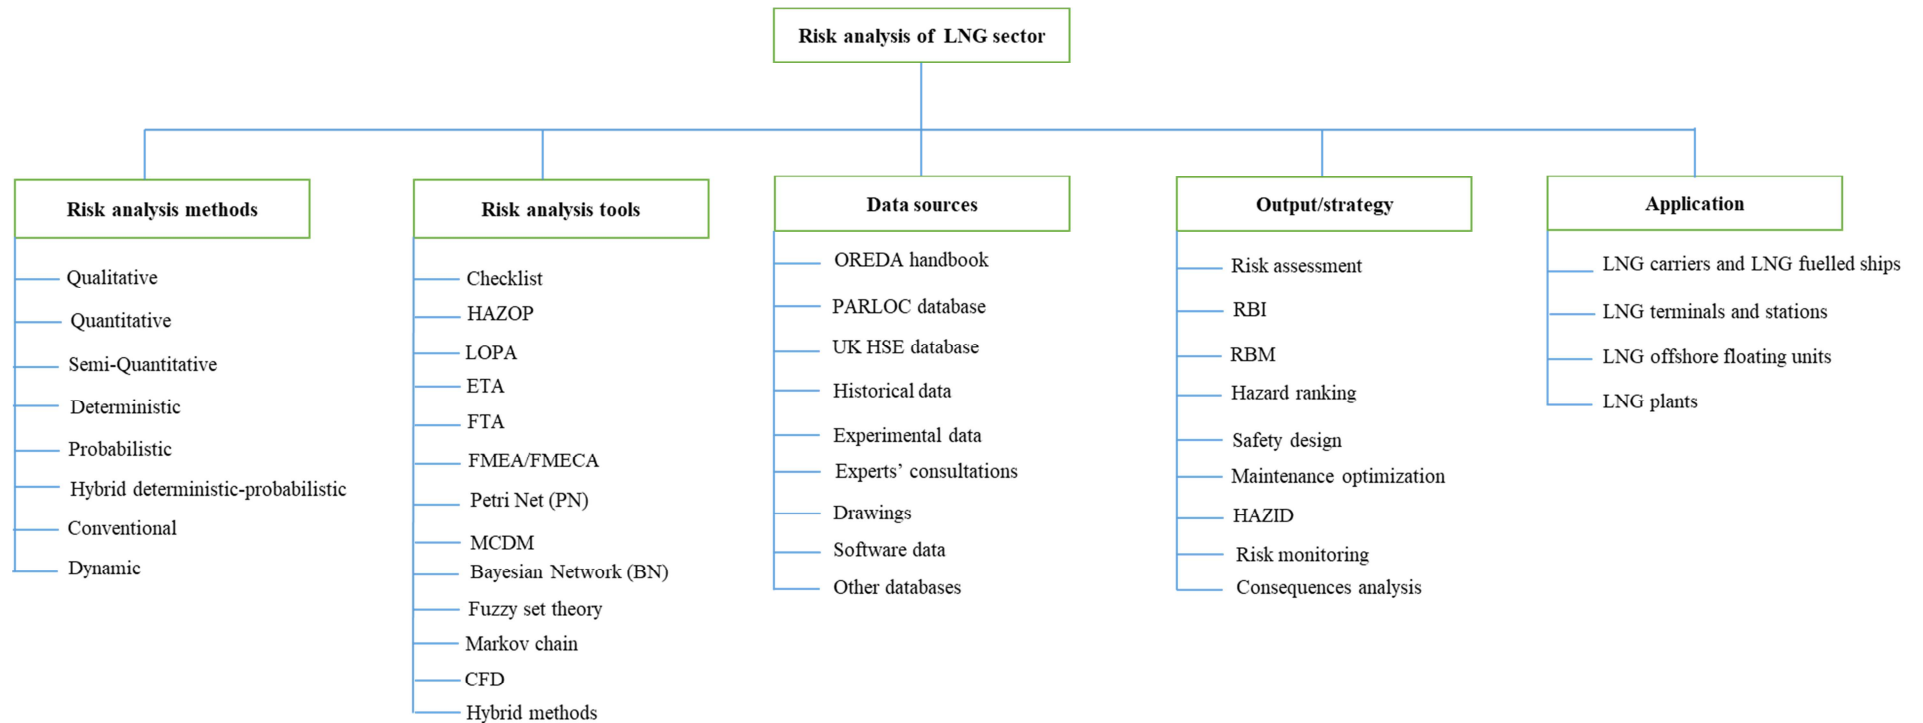 Risk analysis of LNG sector
Risk analysis methods
Qualitative
Quantitative
Semi-Quantitative
Deterministic
Probabilistic
Hybrid deterministic-probabilistic
Conventional
Dynamic
Risk analysis tools
Checklist
HAZOP
LOPA
ETA
FTA
FMEA/FMECA
Petri Net (PN)
MCDM
Bayesian Network (BN)
Fuzzy set theory
Markov chain
CFD
Hybrid methods
Data sources
OREDA handbook
PARLOC database
UK HSE database
Historical data
Experimental data
Experts’ consultations
Drawings
Software data
Other databases
Output/strategy
Risk assessment
RBI
RBM
Hazard ranking
Safety design
Maintenance optimization
HAZID
Risk monitoring
Consequences analysis
Application
LNG carriers and LNG fuelled ships
LNG terminals and stations
LNG offshore floating units
LNG plants